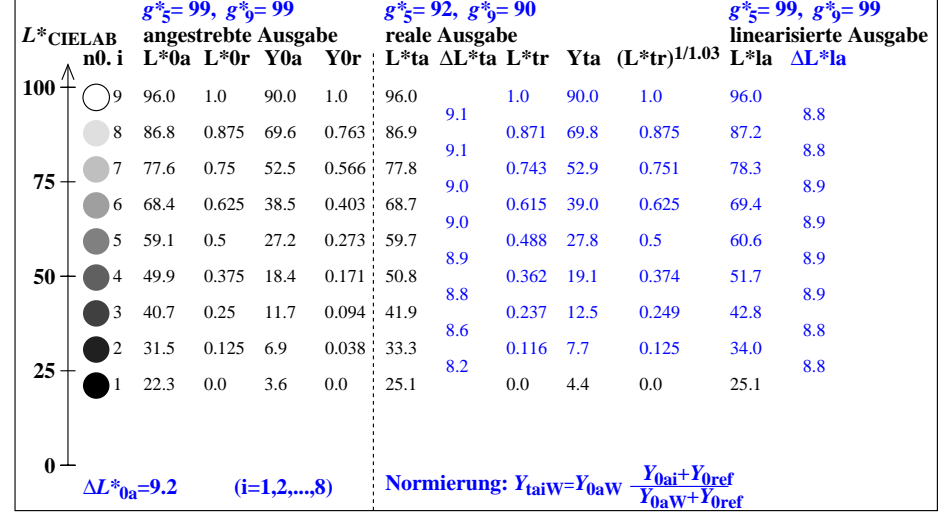 g*5= 99, g*9= 99 g*5= 92, g*9= 90 g*5= 99, g*9= 99
L*CIELAB angestrebte Ausgabe reale Ausgabe linearisierte Ausgabe
n0. i L*0a L*0r Y0a Y0r L*ta ΔL*ta L*tr Yta (L*tr)1/1.03 L*la ΔL*la
100 9 96.0 1.0 90.0 1.0 96.0 1.0 90.0 1.0 96.0
9.1 8.8
8 86.8 0.875 69.6 0.763 86.9 0.871 69.8 0.875 87.2
9.1 8.8
75 7 77.6 0.75 52.5 0.566 77.8 0.743 52.9 0.751 78.3
9.0 8.9
6 68.4 0.625 38.5 0.403 68.7 0.615 39.0 0.625 69.4
9.0 8.9
5 59.1 0.5 27.2 0.273 59.7 0.488 27.8 0.5 60.6
8.9 8.9
50 4 49.9 0.375 18.4 0.171 50.8 0.362 19.1 0.374 51.7
8.8 8.9
3 40.7 0.25 11.7 0.094 41.9 0.237 12.5 0.249 42.8
8.6 8.8
2 31.5 0.125 6.9 0.038 33.3 0.116 7.7 0.125 34.0
25 8.2 8.8
1 22.3 0.0 3.6 0.0 25.1 0.0 4.4 0.0 25.1
0
ΔL*0a=9.2 (i=1,2,...,8) Normierung: YtaiW=Y0aW Y0ai+Y0ref
Y0aW+Y0ref